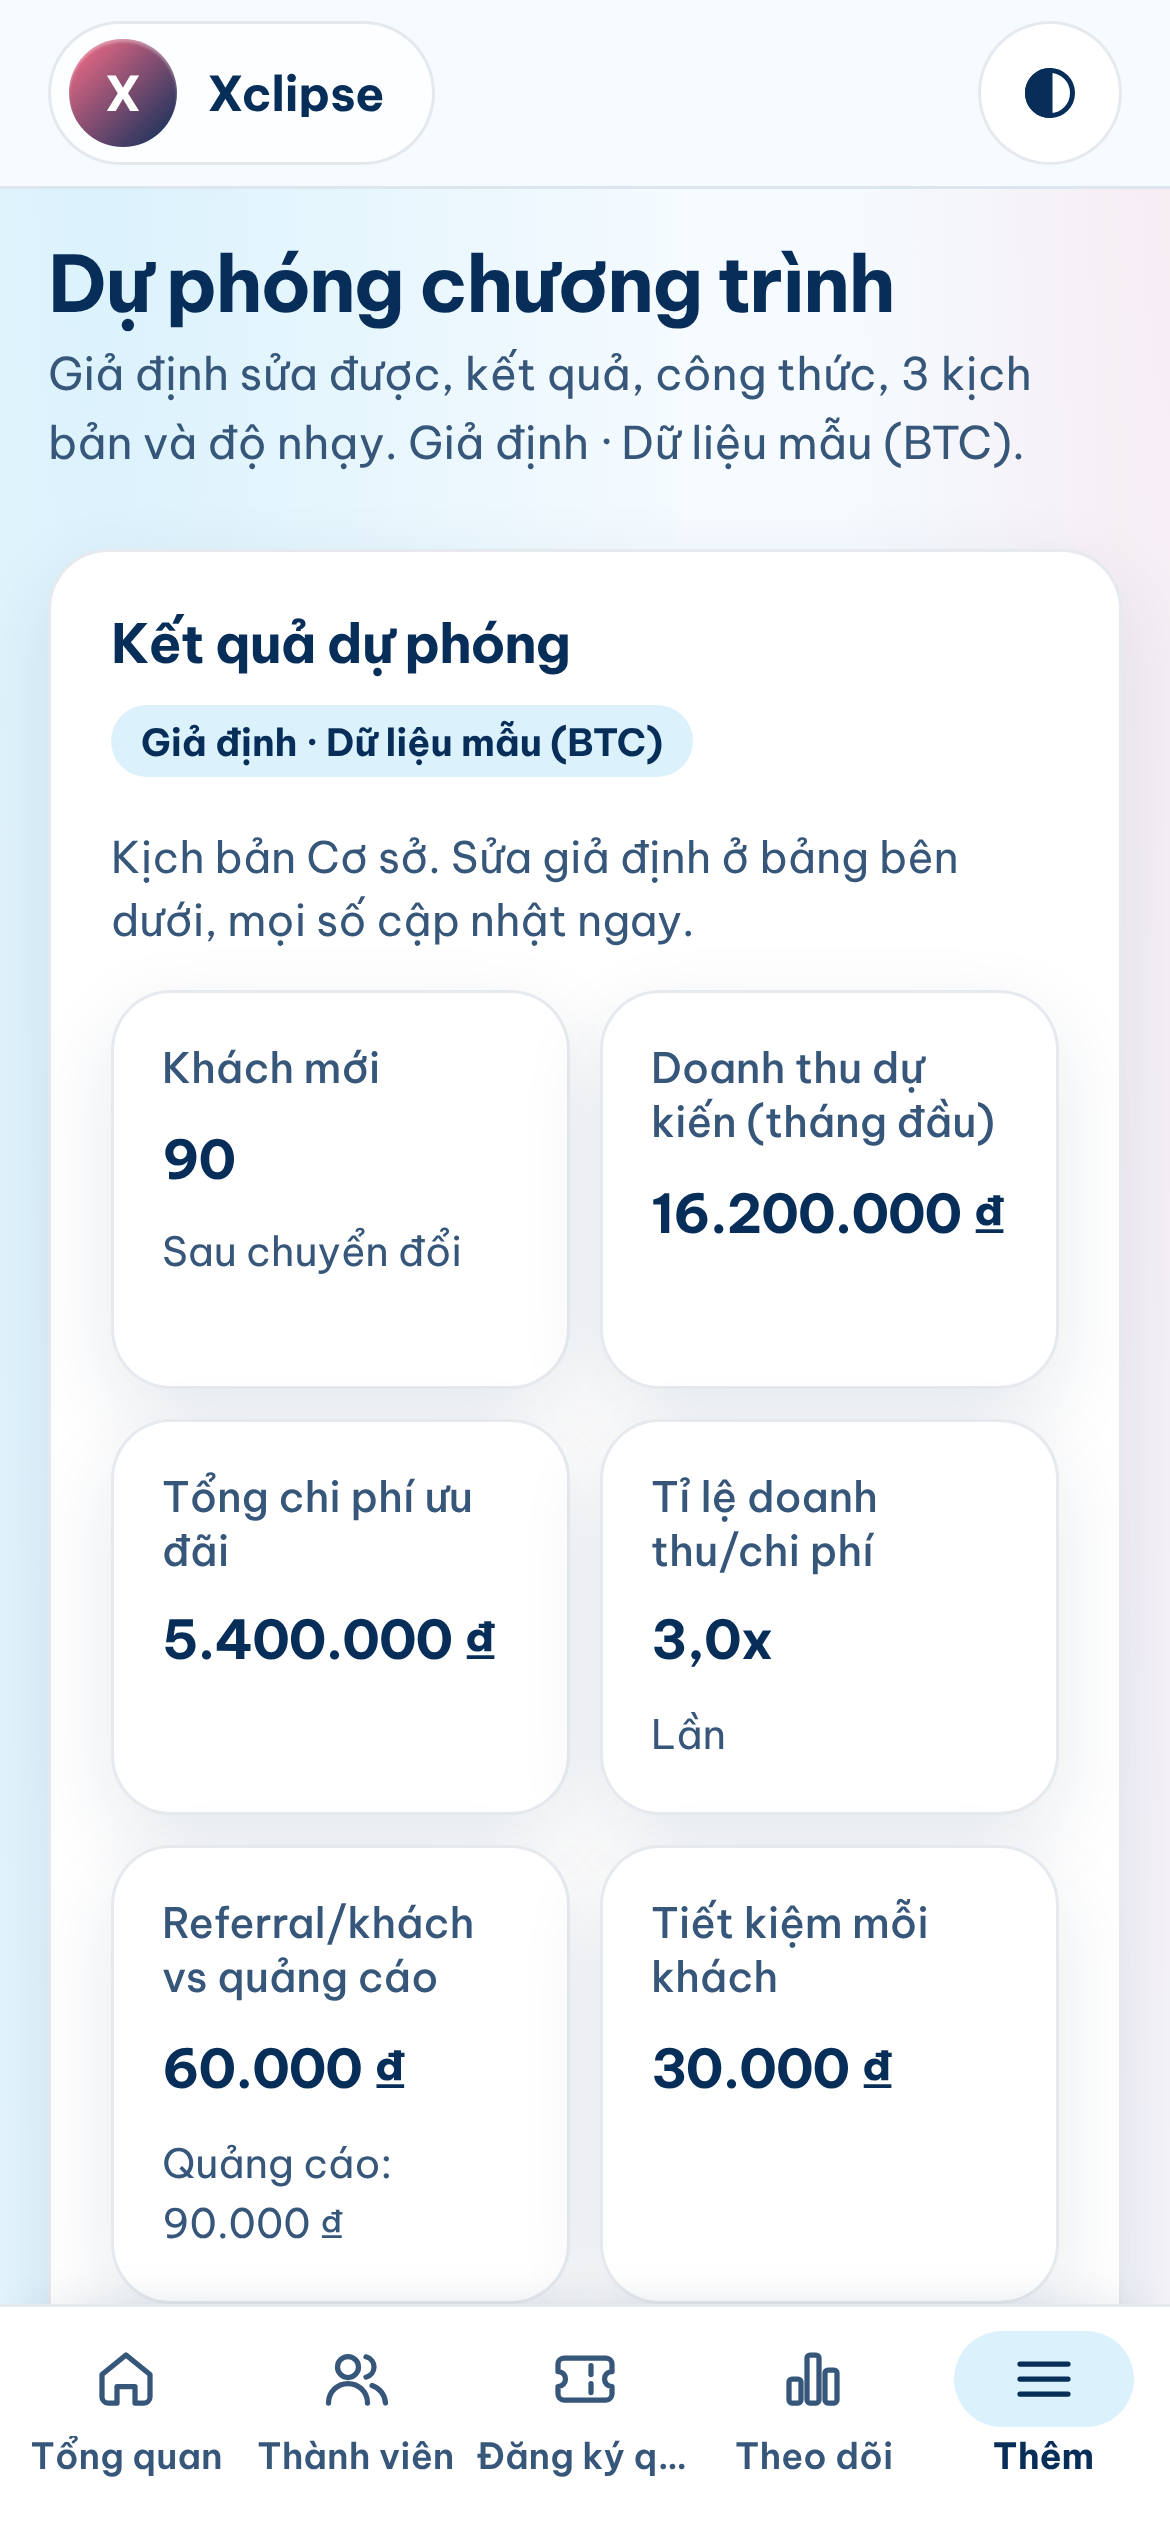 X Xclipse
Dự phóng chương trình
Giả định sửa được, kết quả, công thức, 3 kịch
bản và độ nhạy. Giả định · Dữ liệu mẫu (BTC).
Kết quả dự phóng
Giả định · Dữ liệu mẫu (BTC)
Kịch bản Cơ sở. Sửa giả định ở bảng bên
dưới, mọi số cập nhật ngay.
Khách mới
90
Sau chuyển đổi
Doanh thu dự
kiến (tháng đầu)
16.200.000 ₫
Tổng chi phí ưu
đãi
5.400.000 ₫
Tỉ lệ doanh
thu/chi phí
3,0x
Lần
Referral/khách
vs quảng cáo
60.000 ₫
Quảng cáo:
90.000 ₫
Tiết kiệm mỗi
khách
30.000 ₫
Tổng quan
Thành viên
Đăng ký q...
Theo dõi
Thêm